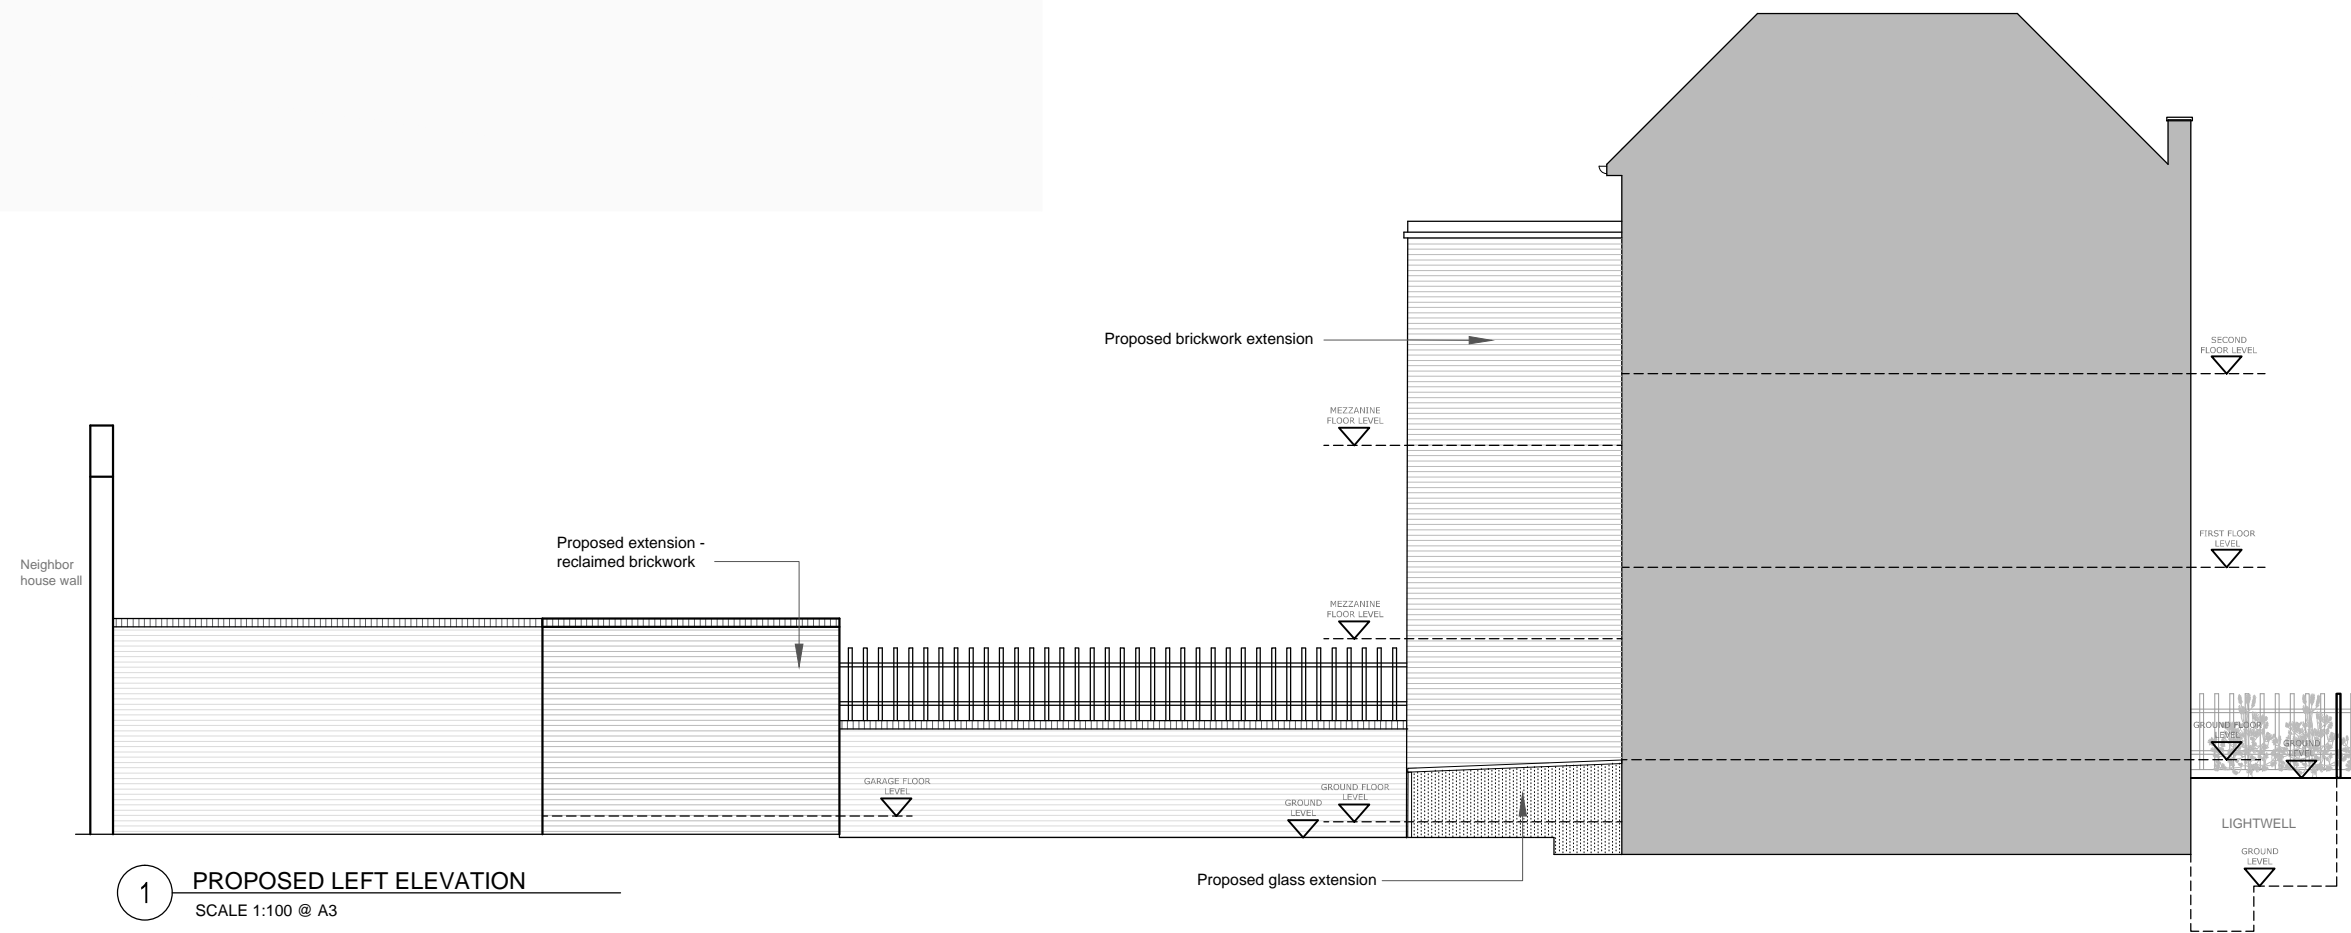 SECOND
FLOOR LEVEL
Proposed brickwork extension
MEZZANINE
FLOOR LEVEL
FIRST FLOOR
LEVEL
Proposed extension -
reclaimed brickwork
Neighbor
house wall
MEZZANINE
FLOOR LEVEL
GROUND FLOOR
LEVEL
GROUND
LEVEL
GARAGE FLOOR
LEVEL
GROUND FLOOR
LEVEL
GROUND
LEVEL
LIGHTWELL
GROUND
LEVEL
Proposed glass extension
1
PROPOSED LEFT ELEVATION
SCALE 1:100 @ A3